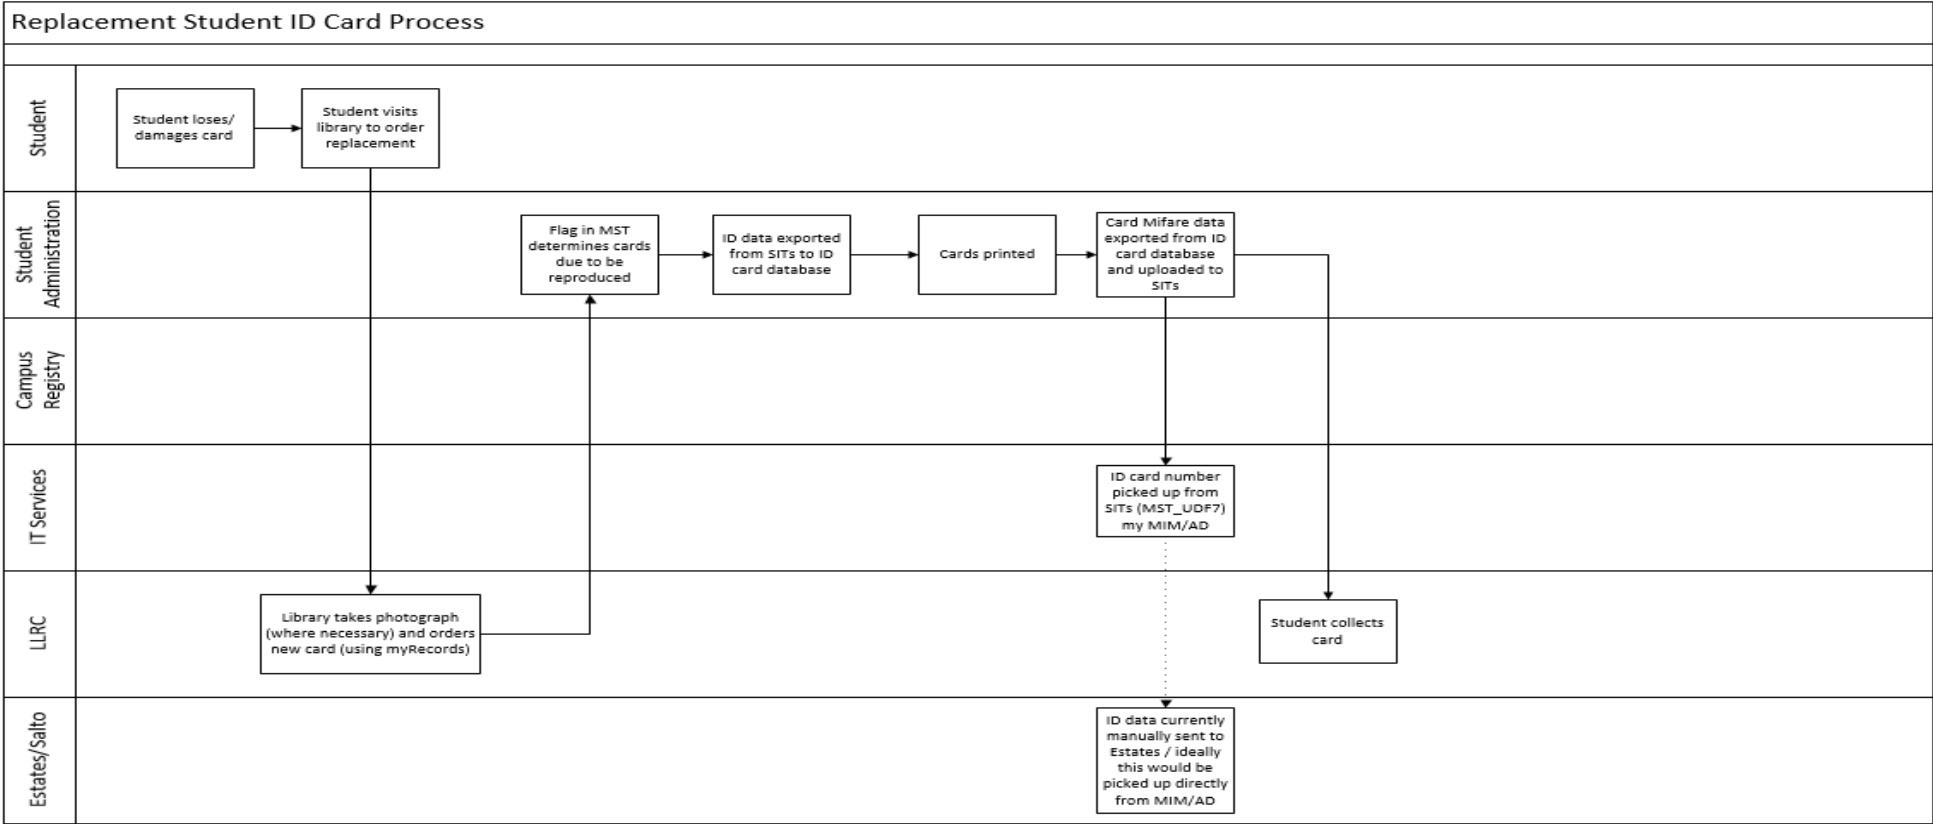 Replacement Student ID Card Process
Student
Student loses/
damages card
Student visits
library to order
replacement
Student
Administration
Flag in MST
determines cards
due to be
reproduced
ID data exported
from SITs to ID
card database
Cards printed
Card Mifare data
exported from ID
card database
and uploaded to
SITs
Campus
Registry
IT Services
ID card number
picked up from
SITs (MST_UDF7)
my MIM/AD
LLRC
Library takes photograph
(where necessary) and orders
new card (using myRecords)
Student collects
card
Estates/Salto
ID data currently
manually sent to
Estates / ideally
this would be
picked up directly
from MIM/AD